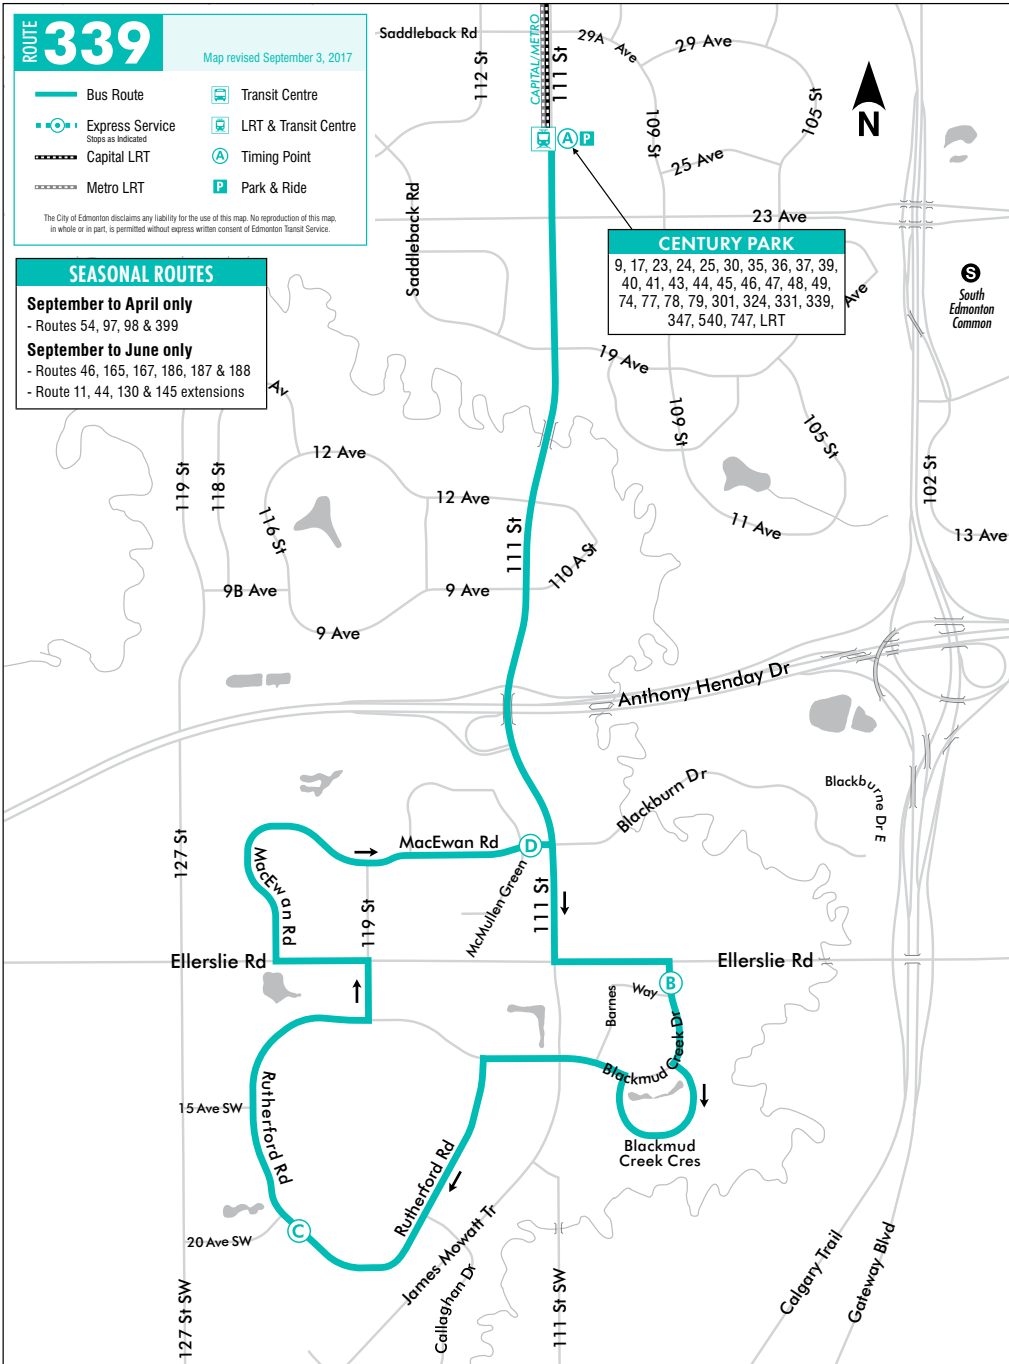 ROUTE 339
Map revised September 3, 2017
Bus Route
Express Service
Stops as Indicated
Capital LRT
Metro LRT
Transit Centre
LRT & Transit Centre
A Timing Point
P Park & Ride
The City of Edmonton disclaims any liability for the use of this map. No reproduction of this map,
in whole or in part, is permitted without express written consent of Edmonton Transit Service.
SEASONAL ROUTES
September to April only
- Routes 54, 97, 98 & 399
September to June only
- Routes 46, 165, 167, 186, 187 & 188
- Route 11, 44, 130 & 145 extensions
Saddleback Rd
112 St
CAPITAL/METRO
111 St
29A Ave
29 Ave
109 St
105 St
25 Ave
N
A P
23 Ave
Saddleback Rd
CENTURY PARK
9, 17, 23, 24, 25, 30, 35, 36, 37, 39,
40, 41, 43, 44, 45, 46, 47, 48, 49,
74, 77, 78, 79, 301, 324, 331, 339,
347, 540, 747, LRT
Ave
S
South
Edmonton
Common
19 Ave
Av
109 St
105 St
12 Ave
12 Ave
119 St
118 St
116 St
111 St
110 A St
11 Ave
102 St
13 Ave
9B Ave
9 Ave
9 Ave
Anthony Henday Dr
Blackburn Dr
Blackburne Dr E
127 St
MacEwan Rd
D
MacEwan Rd
McMullen Green
119 St
111 St
Ellerslie Rd
Ellerslie Rd
B
Barnes
Way
Blackmud Creek Dr
Blackmud
Creek Cres
15 Ave SW
Rutherford Rd
Rutherford Rd
C
20 Ave SW
James Mowatt Tr
Callaghan Dr
127 St SW
111 St SW
Calgary Trail
Gateway Blvd